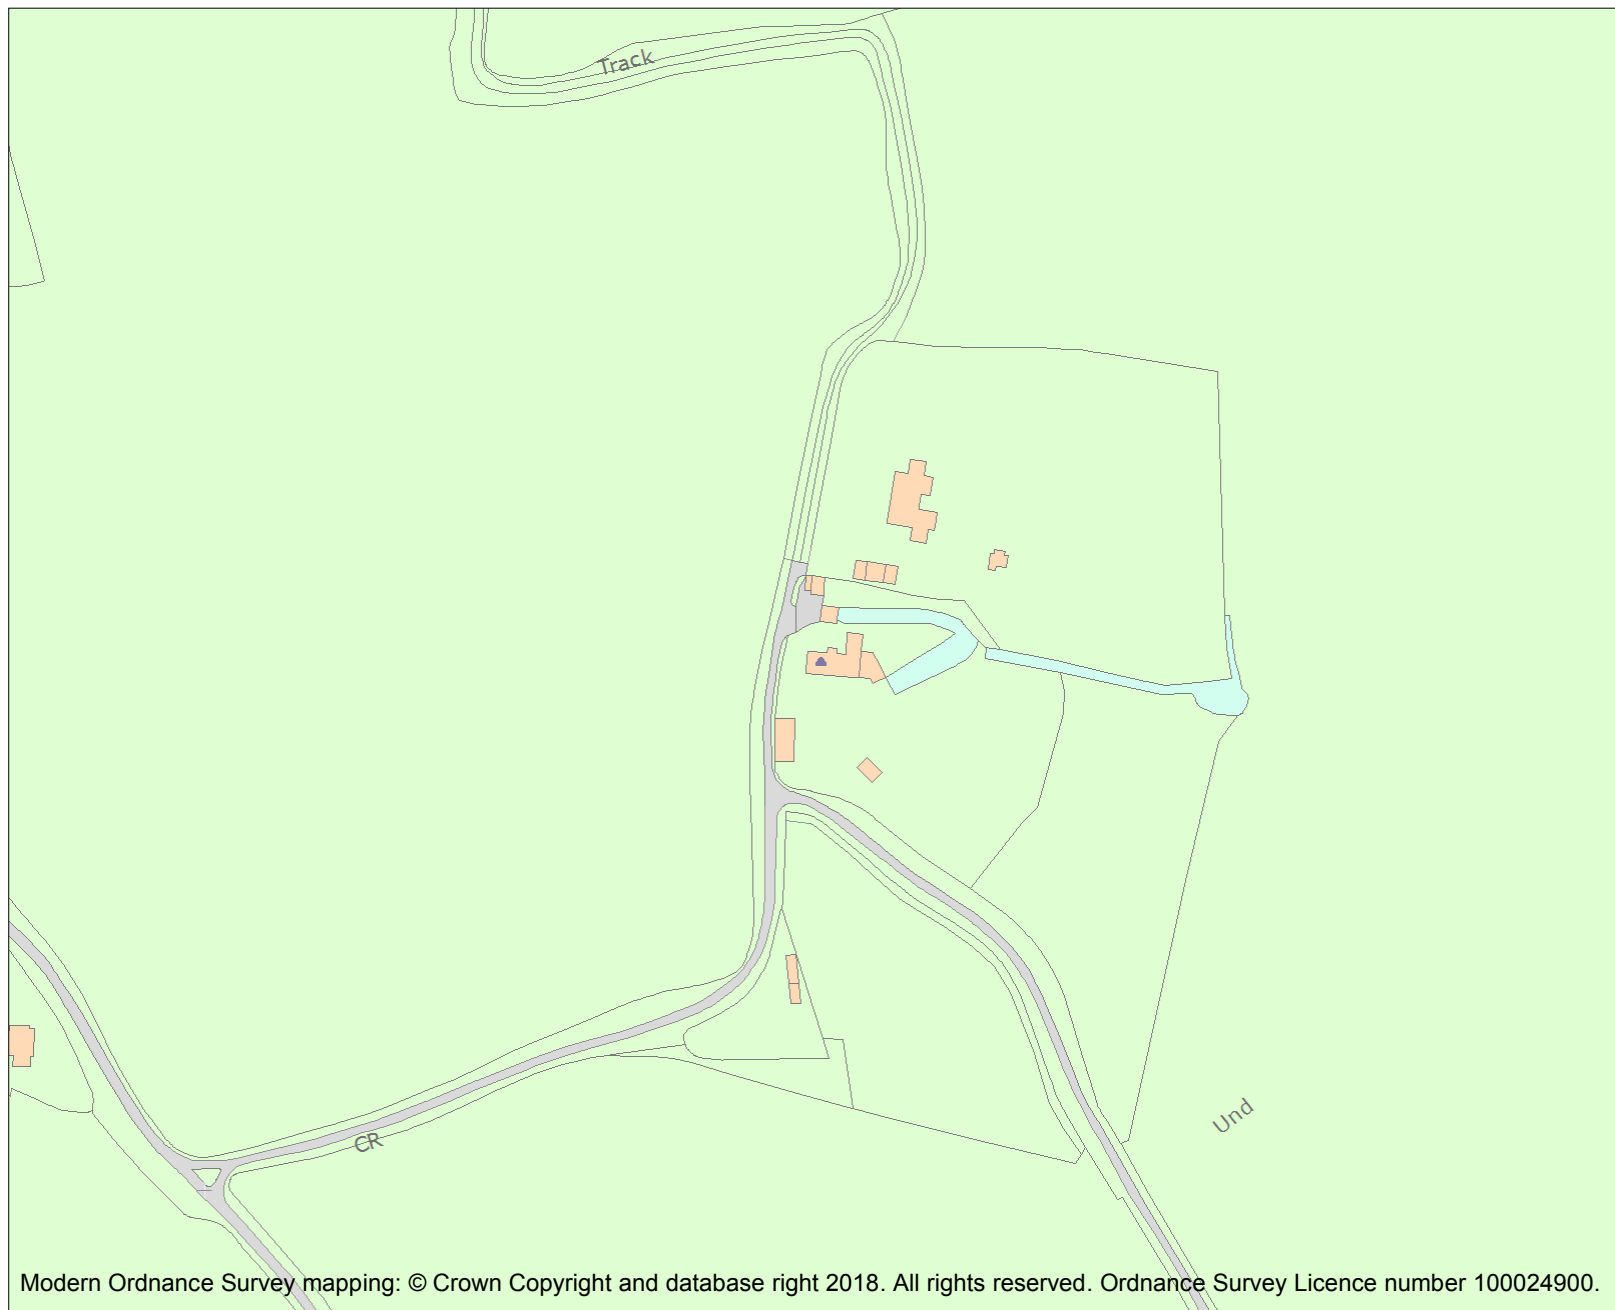 Track
CR
Und
Modern Ordnance Survey mapping: © Crown Copyright and database right 2018. All rights reserved. Ordnance Survey Licence number 100024900.